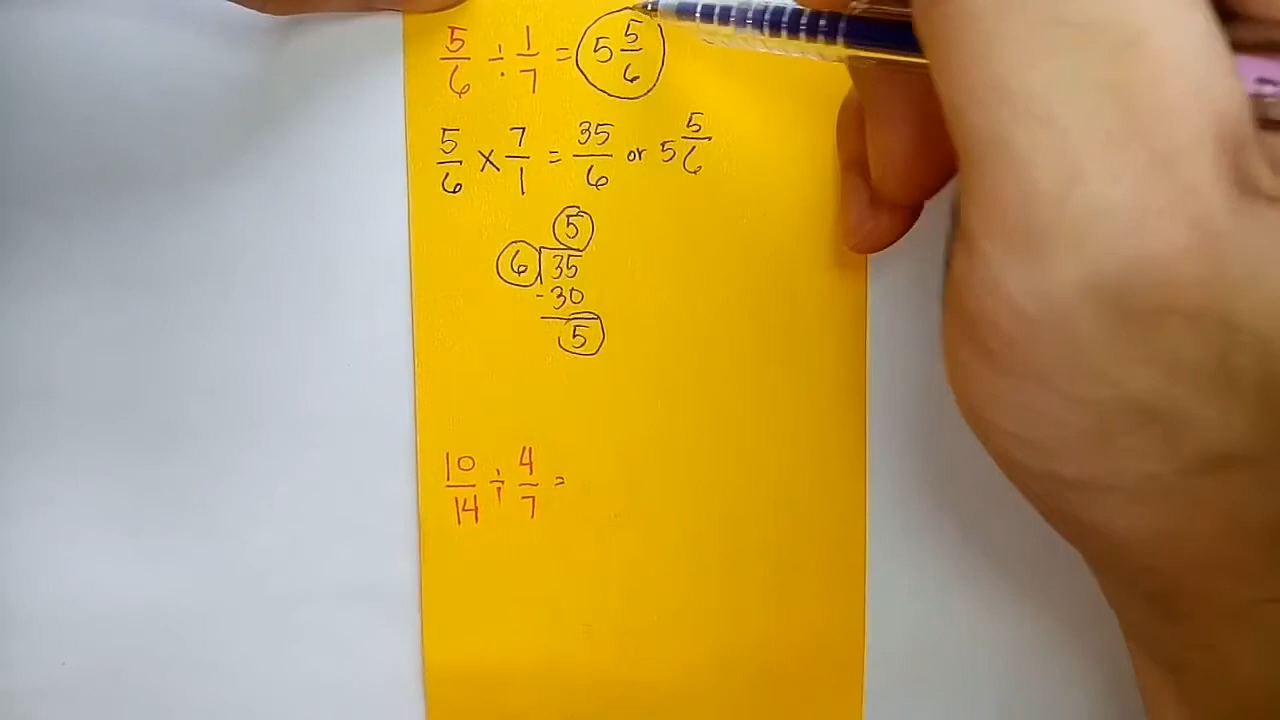 5/6 ÷ 1/7 = 5 5/6
5/6 × 7/1 = 35/6 or 5 5/6
5
6 35
-30
5
10/14 ÷ 4/7 =